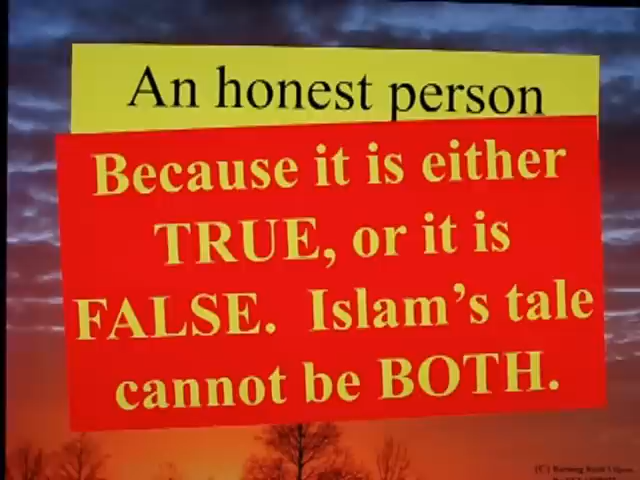 An honest person
Because it is either
TRUE, or it is
FALSE. Islam's tale
cannot be BOTH.